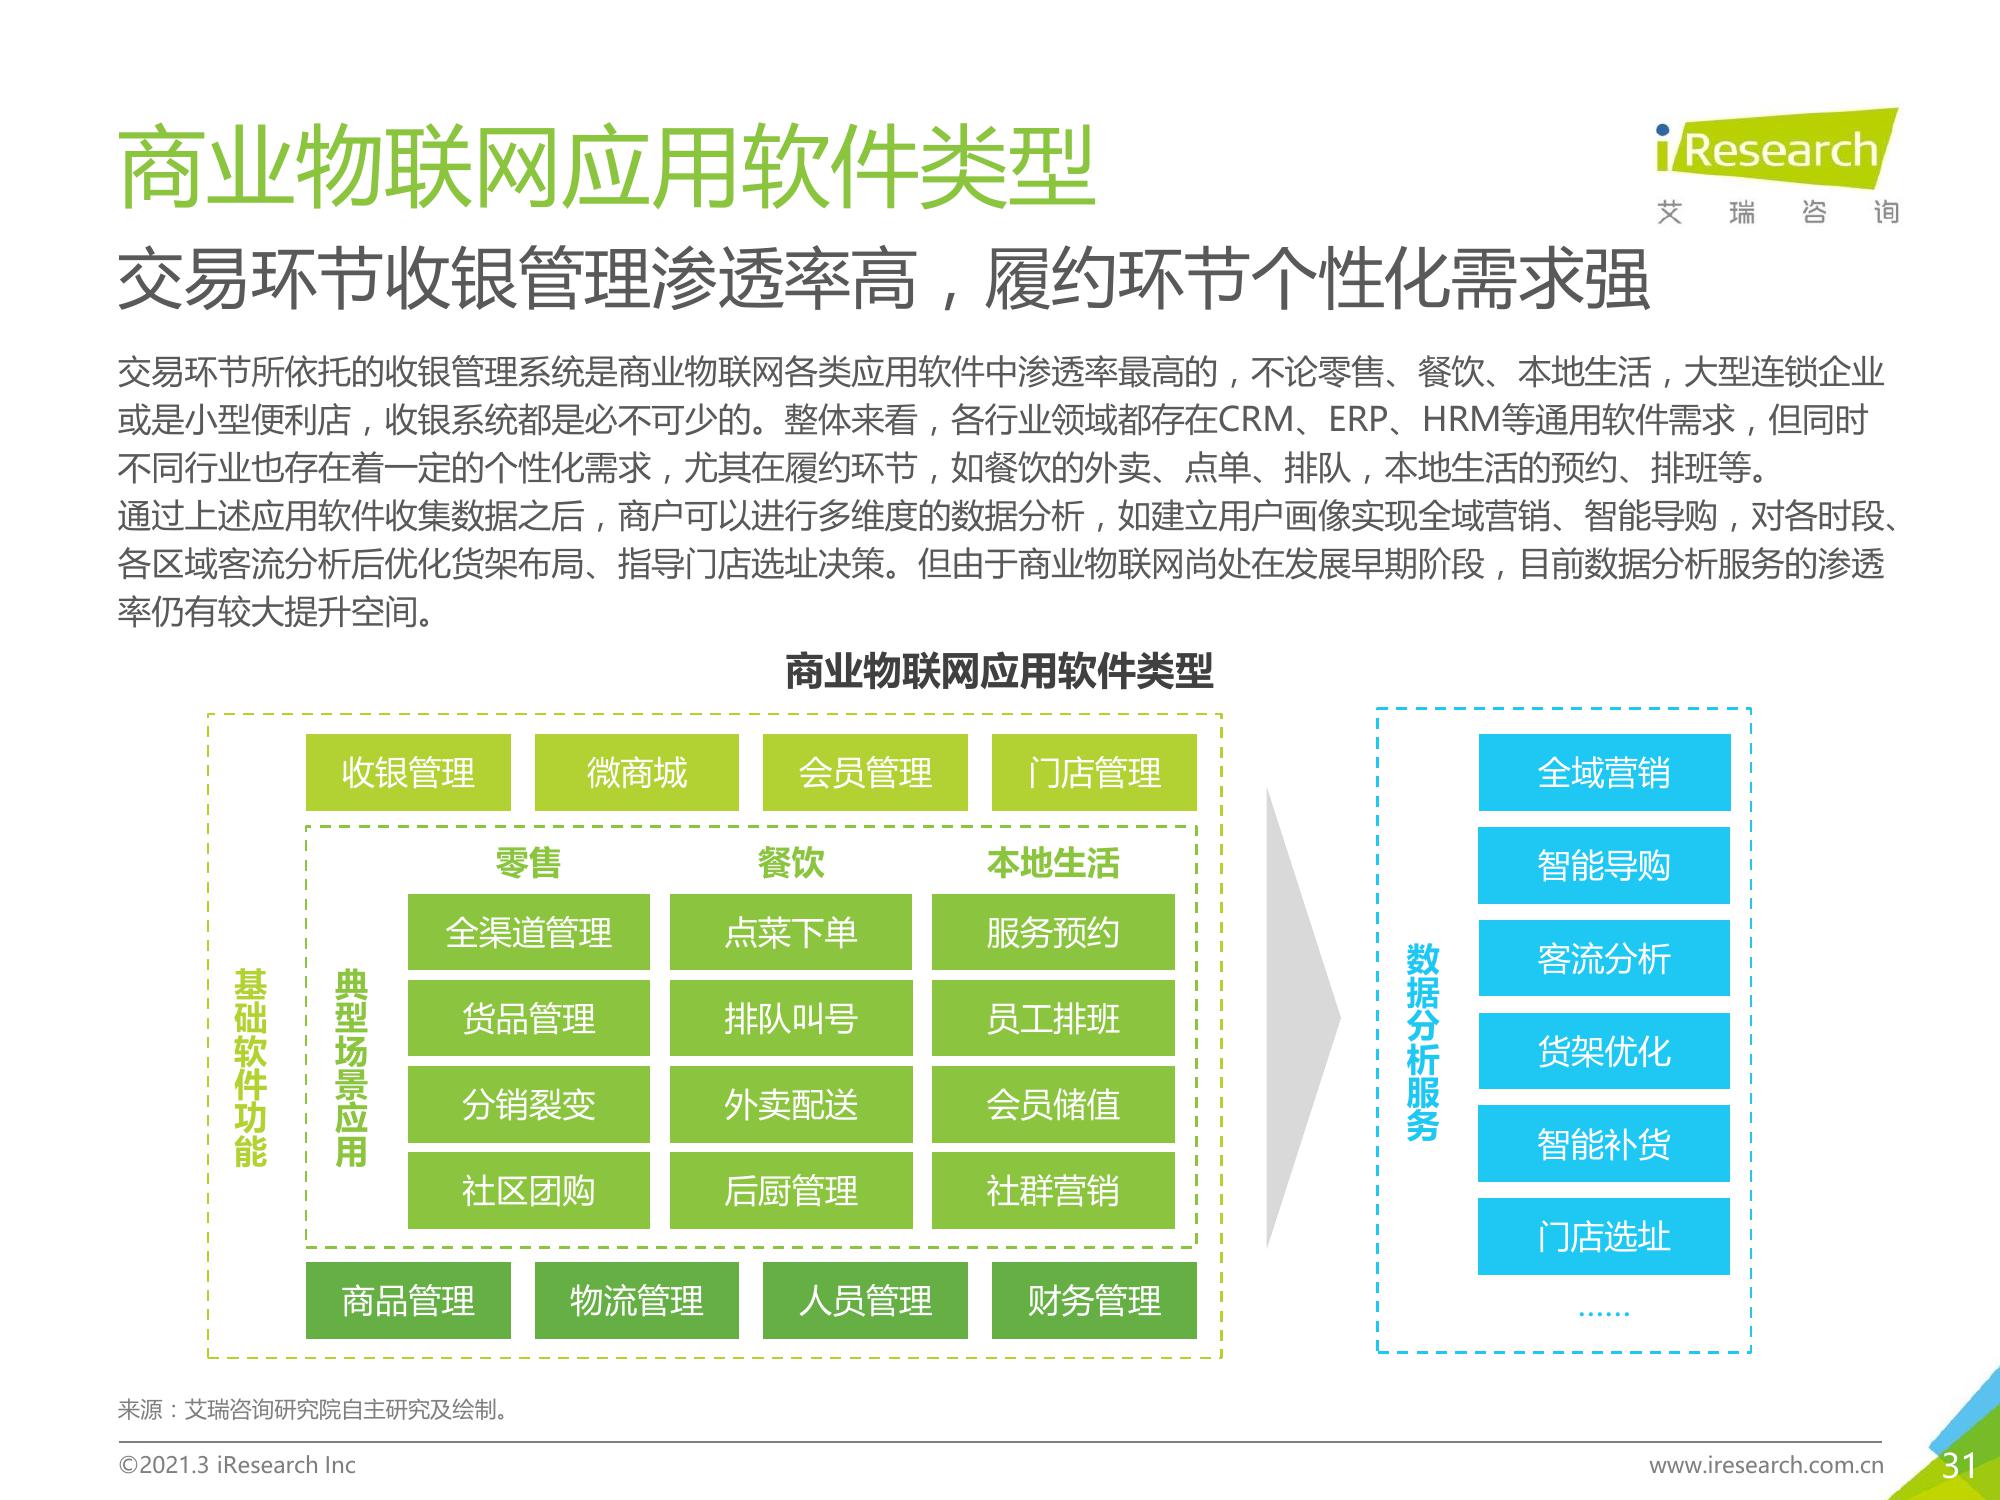 商业物联网应用软件类型
iResearch
艾瑞咨询
交易环节收银管理渗透率高，履约环节个性化需求强
交易环节所依托的收银管理系统是商业物联网各类应用软件中渗透率最高的，不论零售、餐饮、本地生活，大型连锁企业
或是小型便利店，收银系统都是必不可少的。整体来看，各行业领域都存在CRM、ERP、HRM等通用软件需求，但同时
不同行业也存在着一定的个性化需求，尤其在履约环节，如餐饮的外卖、点单、排队，本地生活的预约、排班等。
通过上述应用软件收集数据之后，商户可以进行多维度的数据分析，如建立用户画像实现全域营销、智能导购，对各时段、
各区域客流分析后优化货架布局、指导门店选址决策。但由于商业物联网尚处在发展早期阶段，目前数据分析服务的渗透
率仍有较大提升空间。
商业物联网应用软件类型
基础软件功能
收银管理 微商城 会员管理 门店管理
典型场景应用
零售 餐饮 本地生活
全渠道管理 点菜下单 服务预约
货品管理 排队叫号 员工排班
分销裂变 外卖配送 会员储值
社区团购 后厨管理 社群营销
商品管理 物流管理 人员管理 财务管理
数据分析服务
全域营销
智能导购
客流分析
货架优化
智能补货
门店选址
……
来源：艾瑞咨询研究院自主研究及绘制。
©2021.3 iResearch Inc
www.iresearch.com.cn
31